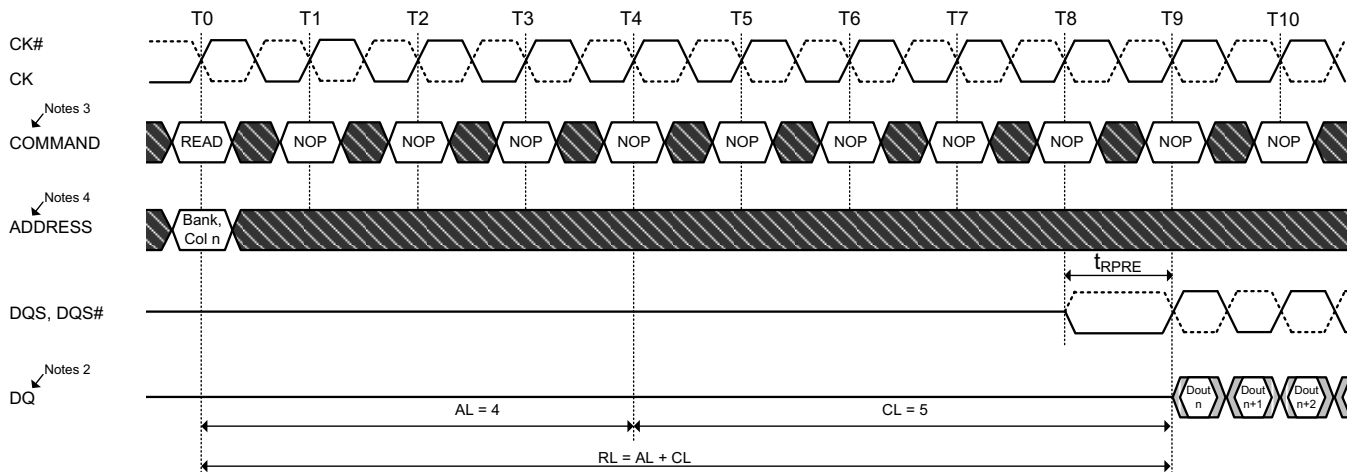 T0 T1 T2 T3 T4 T5 T6 T7 T8 T9 T10
CK#
CK
Notes 3
COMMAND
READ NOP NOP NOP NOP NOP NOP NOP NOP NOP NOP
Notes 4
ADDRESS
Bank,
Col n
tRPRE
DQS, DQS#
Notes 2
DQ
Dout
n
Dout
n+1
Dout
n+2
AL = 4
CL = 5
RL = AL + CL